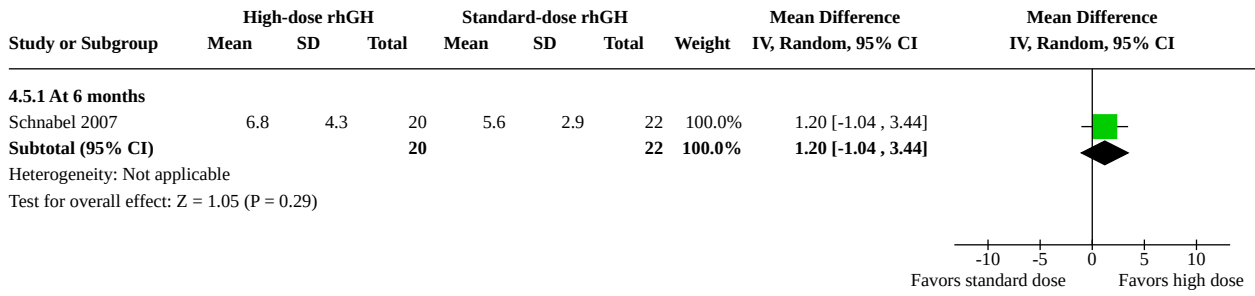 High-dose rhGH Standard-dose rhGH Mean Difference Mean Difference
Study or Subgroup Mean SD Total Mean SD Total Weight IV, Random, 95% CI IV, Random, 95% CI
4.5.1 At 6 months
Schnabel 2007 6.8 4.3 20 5.6 2.9 22 100.0% 1.20 [-1.04 , 3.44]
Subtotal (95% CI) 20 22 100.0% 1.20 [-1.04 , 3.44]
Heterogeneity: Not applicable
Test for overall effect: Z = 1.05 (P = 0.29)
-10 -5 0 5 10
Favors standard dose Favors high dose